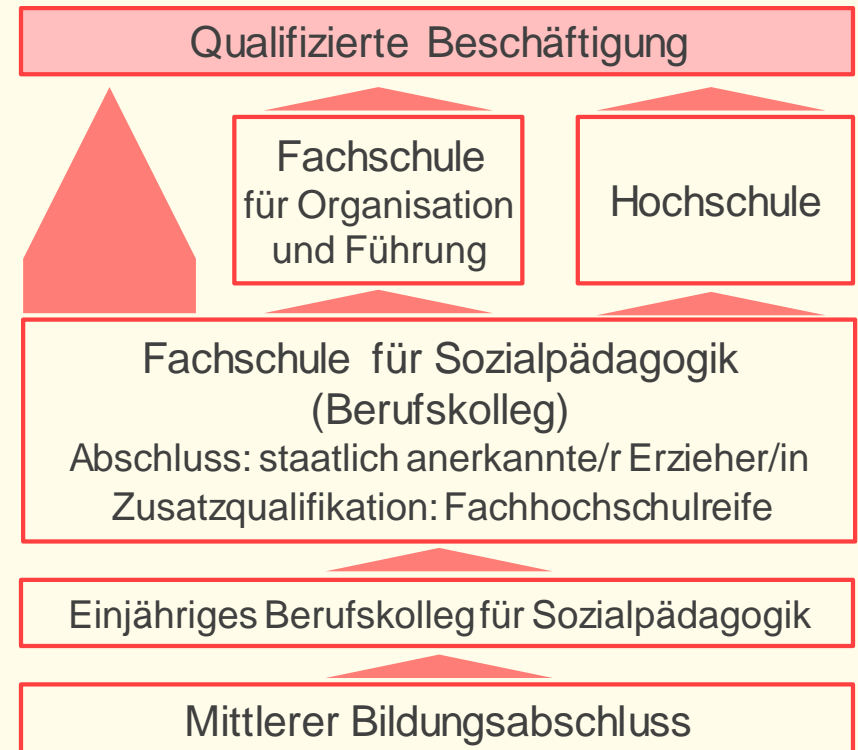 Qualifizierte Beschäftigung
Fachschule
für Organisation
und Führung
Hochschule
Fachschule für Sozialpädagogik
(Berufskolleg)
Abschluss: staatlich anerkannte/r Erzieher/in
Zusatzqualifikation: Fachhochschulreife
Einjähriges Berufskolleg für Sozialpädagogik
Mittlerer Bildungsabschluss